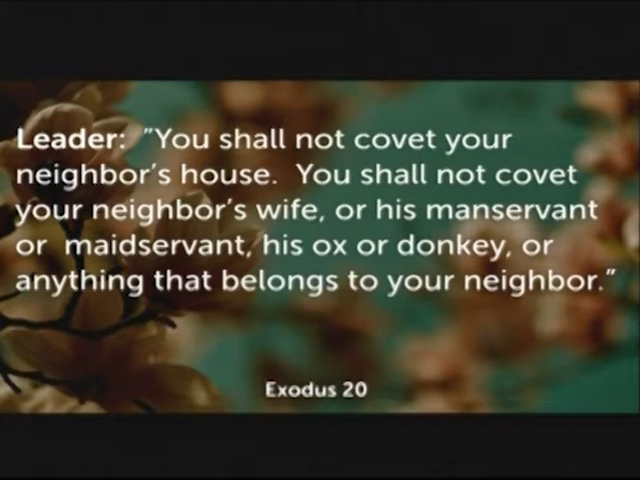 Leader:  "You shall not covet your
neighbor's house.  You shall not covet
your neighbor's wife, or his manservant
or  maidservant, his ox or donkey, or
anything that belongs to your neighbor."
Exodus 20